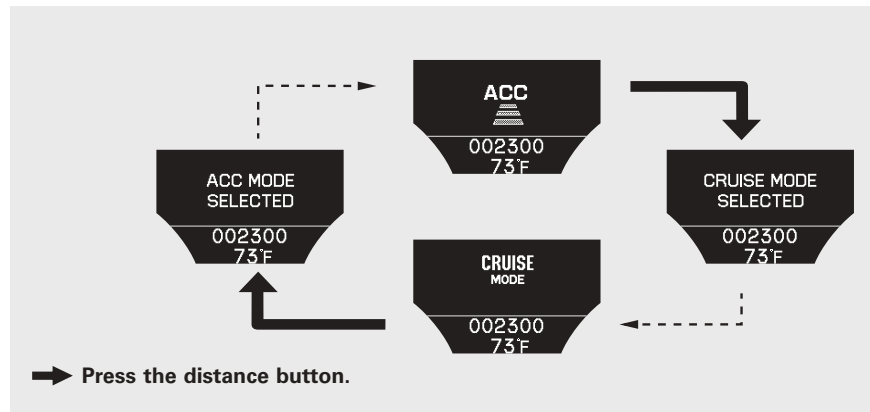 ACC
002300
73°F
ACC MODE
SELECTED
002300
73°F
CRUISE MODE
SELECTED
002300
73°F
CRUISE
MODE
002300
73°F
Press the distance button.